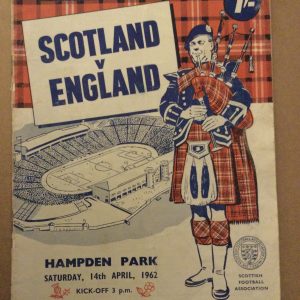 1/-
SCOTLAND
v
ENGLAND
HAMPDEN PARK
SATURDAY, 14th APRIL, 1962
KICK-OFF 3 p.m.
SCOTTISH
FOOTBALL
ASSOCIATION